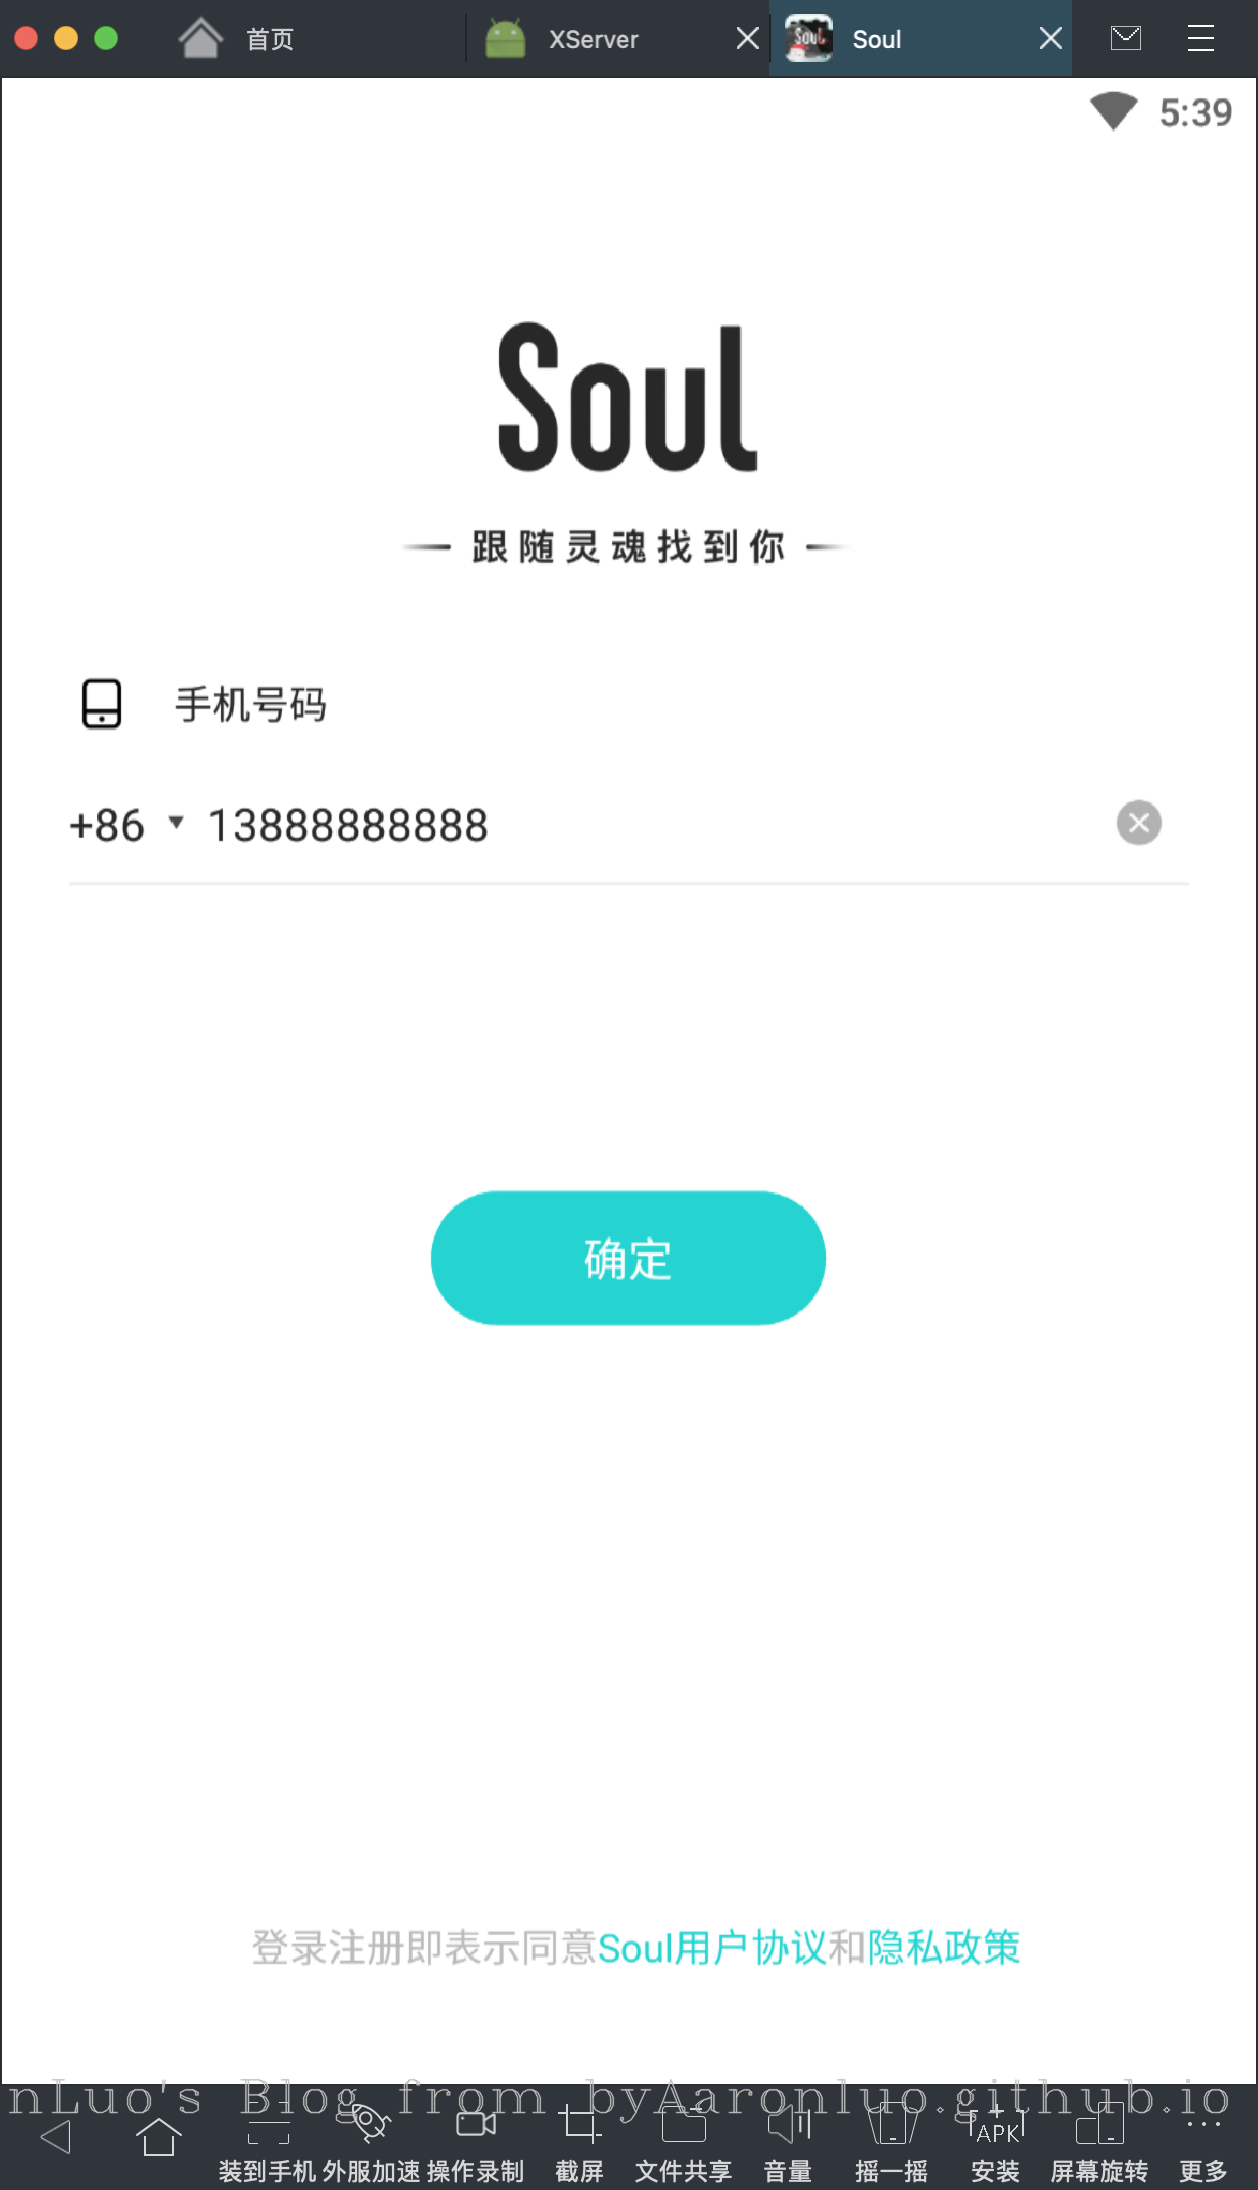 首页
XServer
Soul
5:39
Soul
跟随灵魂找到你
手机号码
+86 13888888888
确定
登录注册即表示同意Soul用户协议和隐私政策
nLuo's Blog from byAaronluo.github.io
APK
装到手机 外服加速 操作录制 截屏 文件共享 音量 摇一摇 安装 屏幕旋转 更多